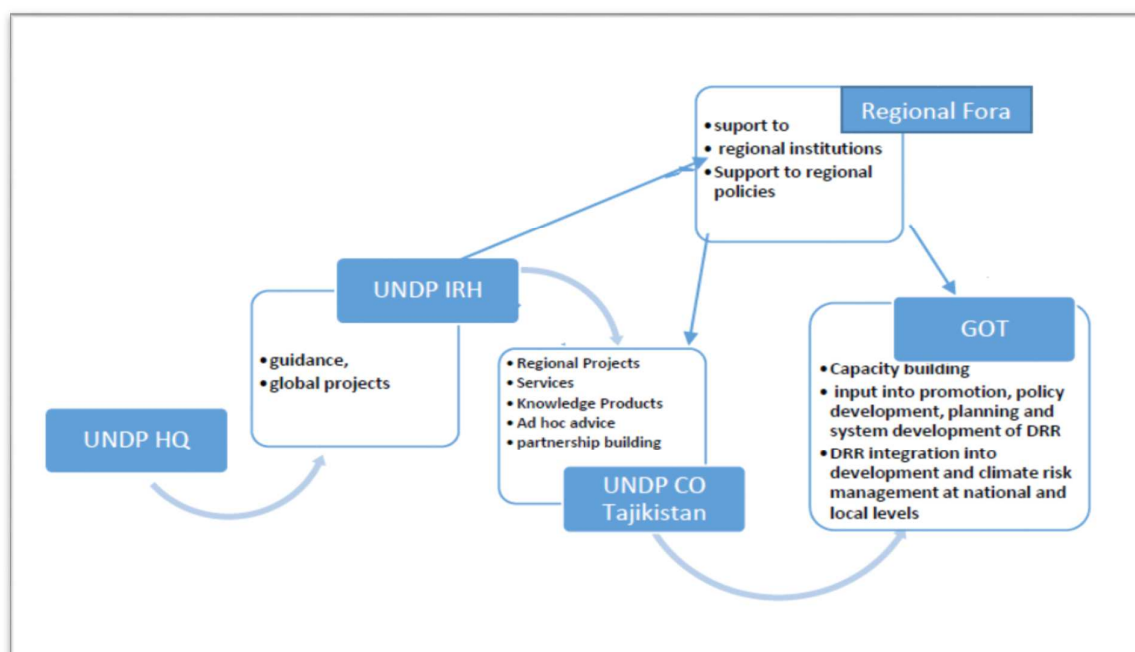 Regional Fora
•suport to
• regional institutions
•Support to regional
policies
UNDP IRH
•guidance,
•global projects
UNDP HQ
• Regional Projects
• Services
• Knowledge Products
• Ad hoc advice
• partnership building
UNDP CO
Tajikistan
GOT
•Capacity building
• input into promotion, policy
development, planning and
system development of DRR
•DRR integration into
development and climate risk
management at national and
local levels